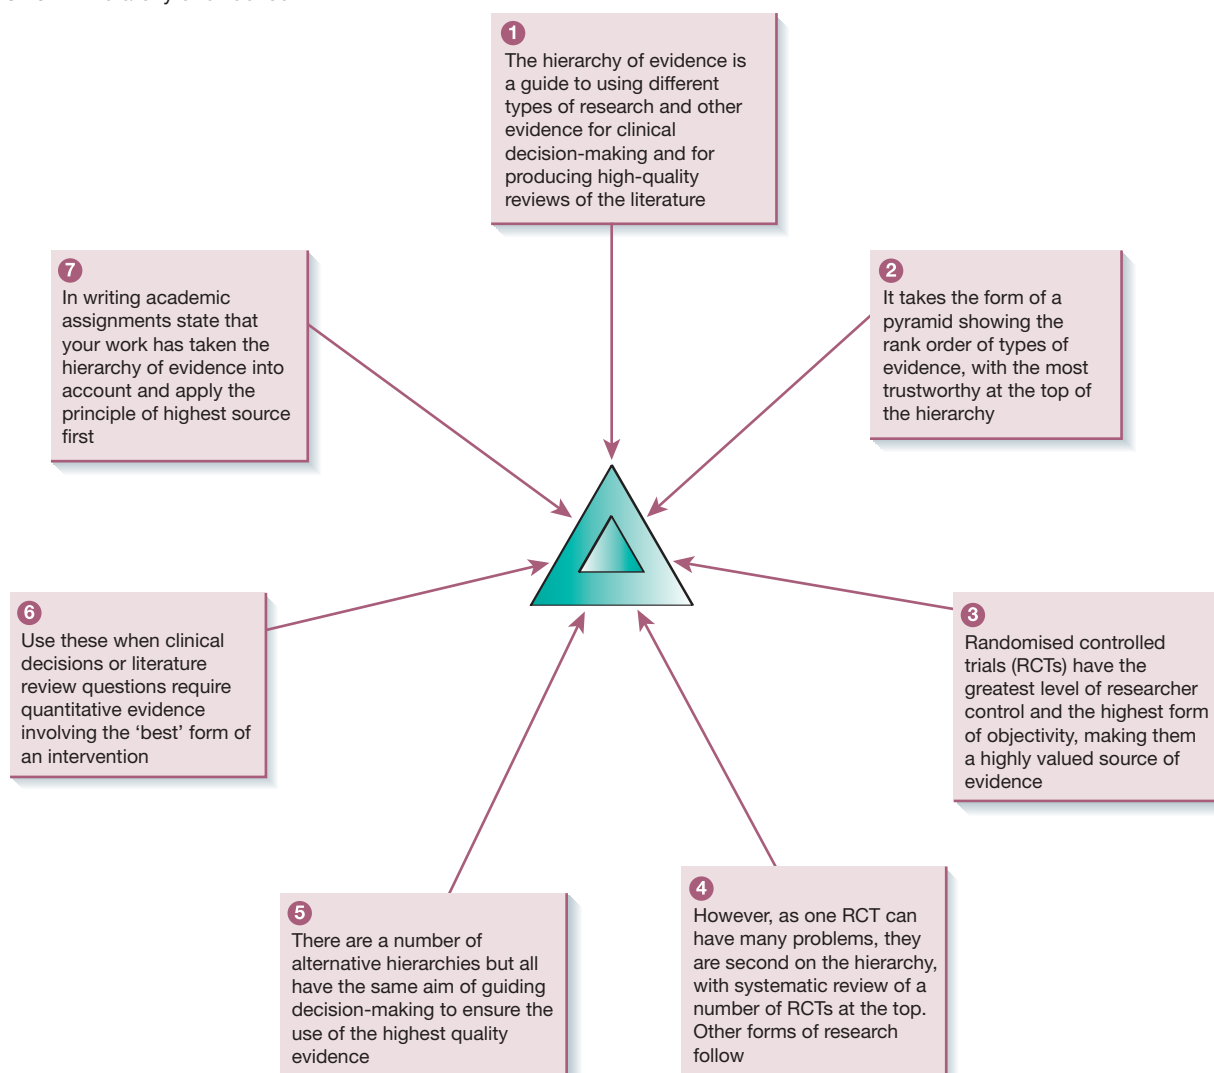 1
The hierarchy of evidence is
a guide to using different
types of research and other
evidence for clinical
decision-making and for
producing high-quality
reviews of the literature
2
It takes the form of a
pyramid showing the
rank order of types of
evidence, with the most
trustworthy at the top of
the hierarchy
3
Randomised controlled
trials (RCTs) have the
greatest level of researcher
control and the highest form
of objectivity, making them
a highly valued source of
evidence
4
However, as one RCT can
have many problems, they
are second on the hierarchy,
with systematic review of a
number of RCTs at the top.
Other forms of research
follow
5
There are a number of
alternative hierarchies but all
have the same aim of guiding
decision-making to ensure the
use of the highest quality
evidence
6
Use these when clinical
decisions or literature
review questions require
quantitative evidence
involving the ‘best’ form of
an intervention
7
In writing academic
assignments state that
your work has taken the
hierarchy of evidence into
account and apply the
principle of highest source
first